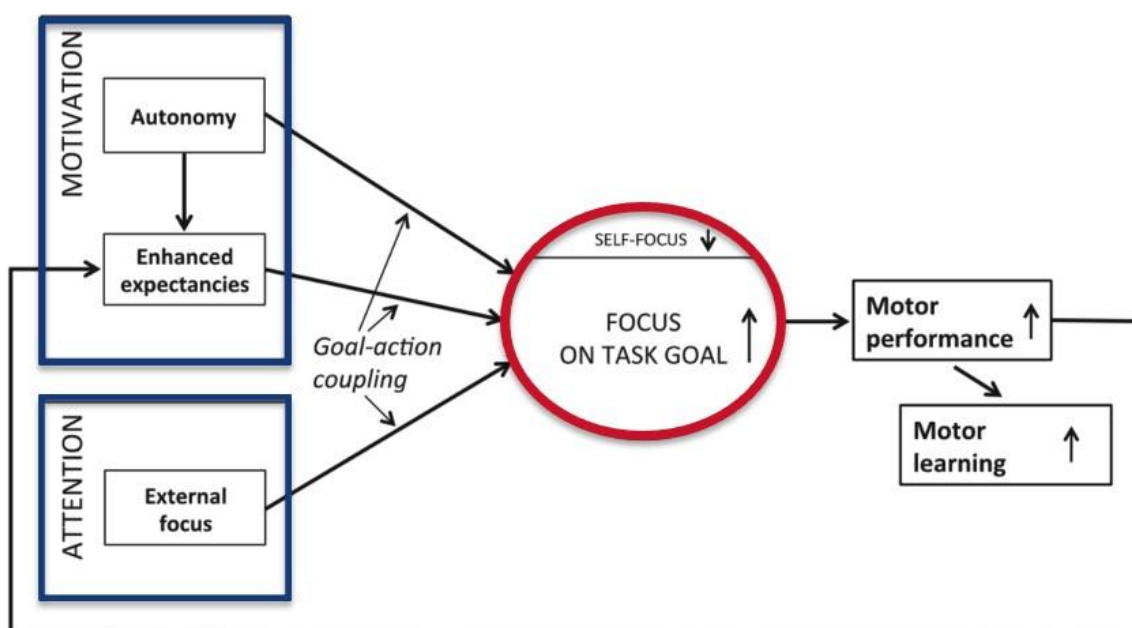 MOTIVATION
Autonomy
Enhanced
expectancies
ATTENTION
External
focus
Goal-action
coupling
SELF-FOCUS
FOCUS
ON TASK GOAL
Motor
performance
Motor
learning